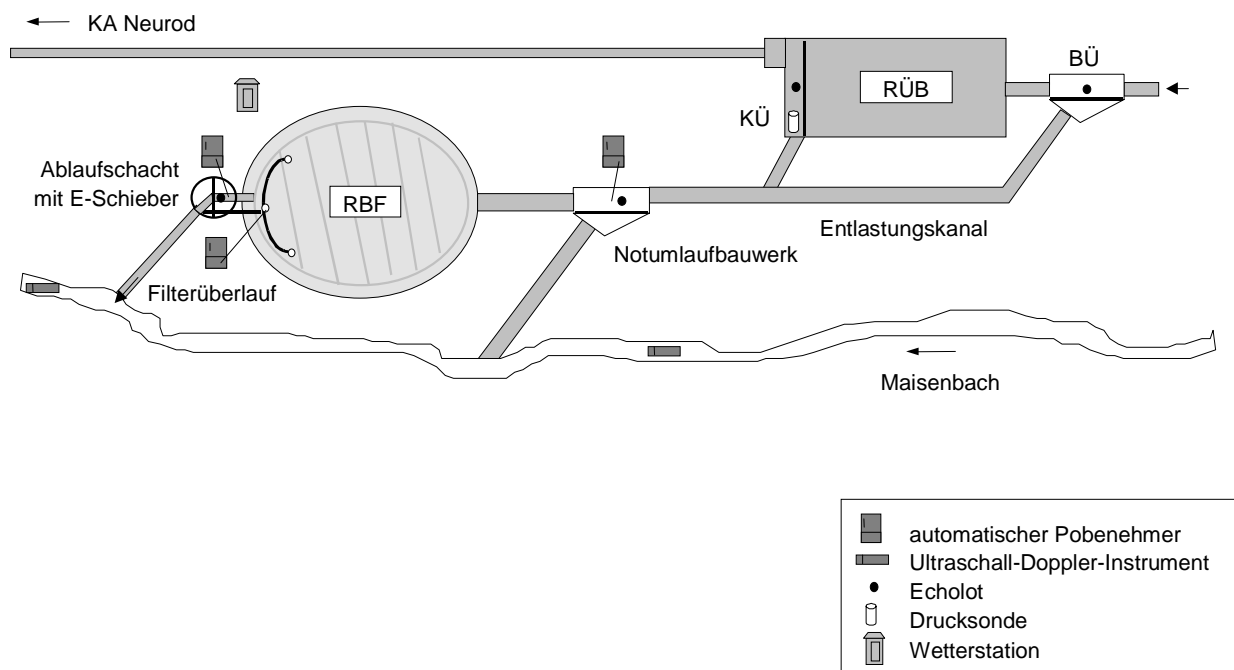 KA Neurod
BÜ
RÜB
KÜ
Ablaufschacht
mit E-Schieber
RBF
Entlastungskanal
Notumlaufbauwerk
Filterüberlauf
Maisenbach
automatischer Pobenehmer
Ultraschall-Doppler-Instrument
Echolot
Drucksonde
Wetterstation